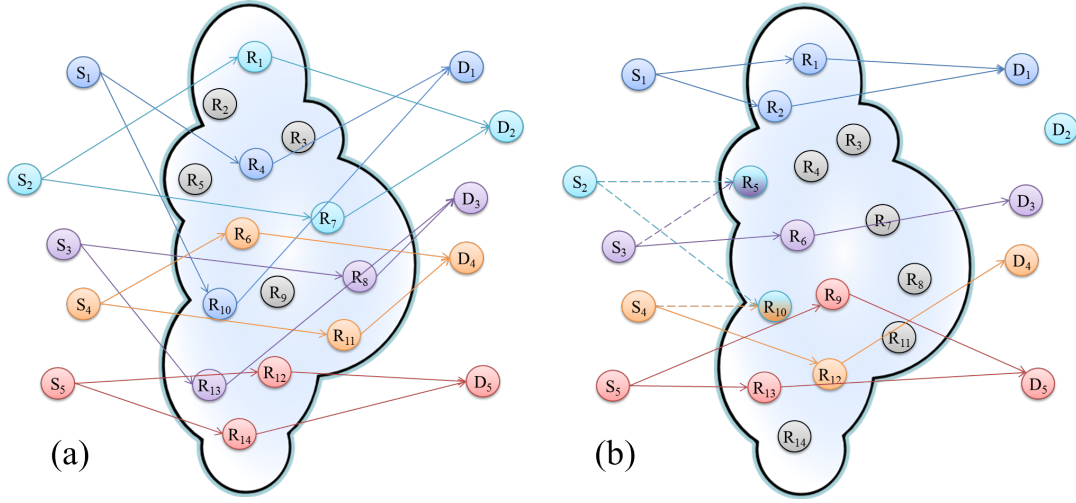 S1
R1
D1
R2
R3
D2
R4
S2
R5
R7
D3
S3
R6
D4
R8
S4
R10
R9
R11
S5
R13
R12
D5
R14
(a)
S1
R1
D1
R2
D2
R3
R4
S2
R5
D3
R7
S3
R6
D4
R8
S4
R10
R9
R11
S5
R13
R12
D5
R14
(b)